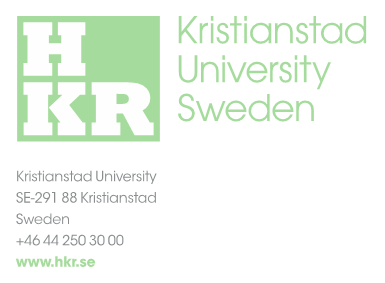 H
KR
Kristianstad
University
Sweden
Kristianstad University
SE-291 88 Kristianstad
Sweden
+46 44 250 30 00
www.hkr.se